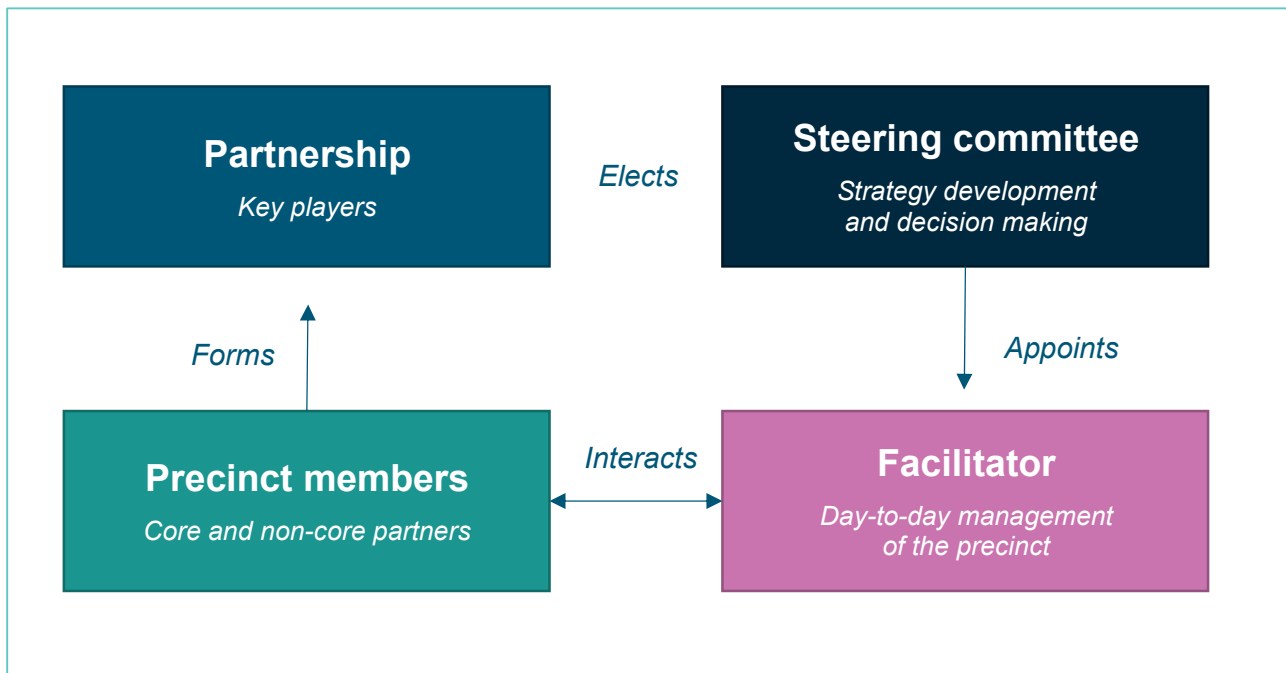 Partnership
Key players
Elects
Steering committee
Strategy development
and decision making
Forms
Appoints
Precinct members
Core and non-core partners
Interacts
Facilitator
Day-to-day management
of the precinct